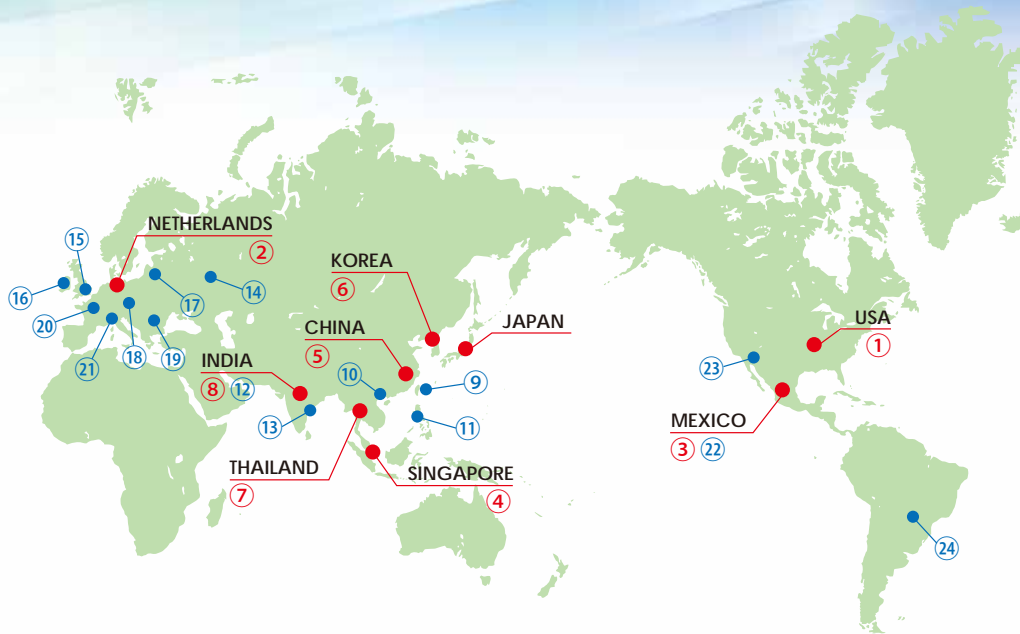 NETHERLANDS
②
⑮
⑯
⑰
⑭
⑳
㉑
⑱
⑲
KOREA
⑥
JAPAN
CHINA
⑤
INDIA
⑧ ⑫
⑩
⑨
⑬
⑪
THAILAND
⑦
SINGAPORE
④
USA
①
㉓
MEXICO
③ ㉒
㉔